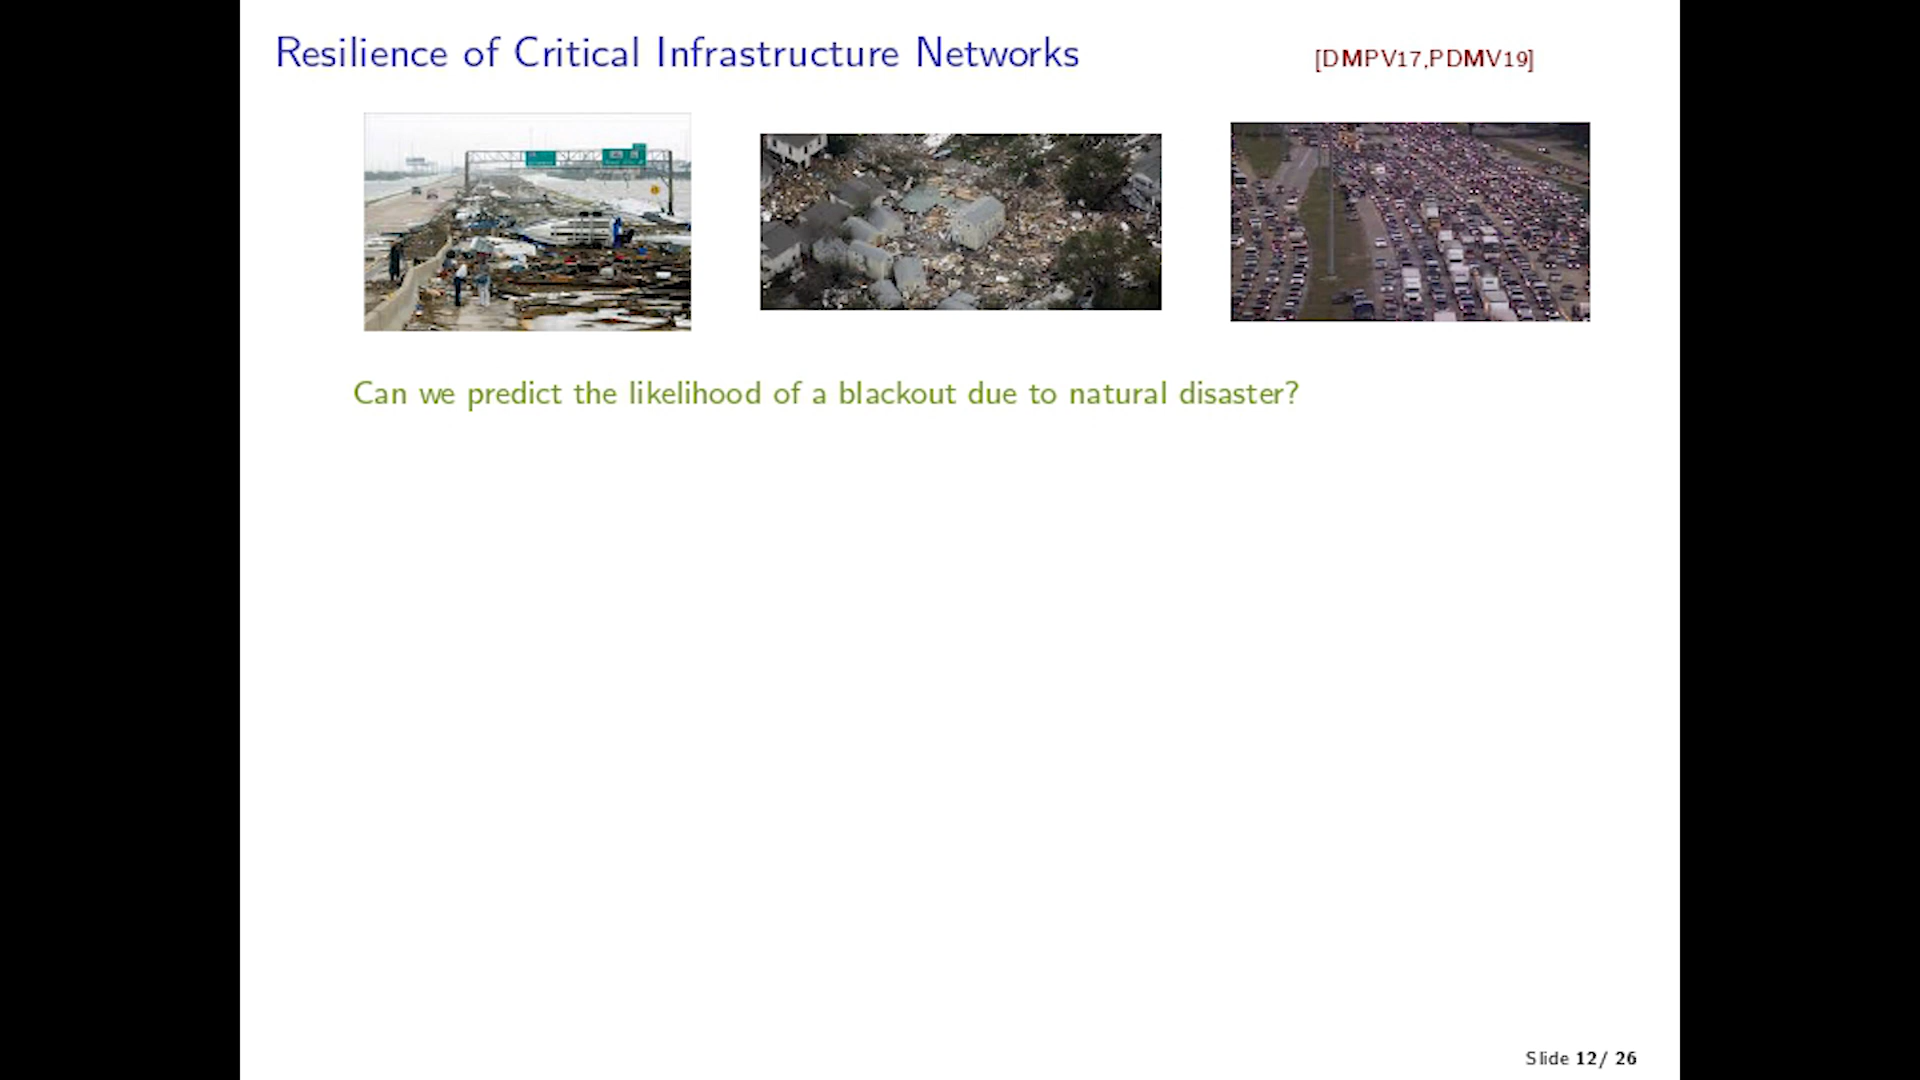 Resilience of Critical Infrastructure Networks
[DMPV17,PDMV19]
Can we predict the likelihood of a blackout due to natural disaster?
Slide 12/ 26